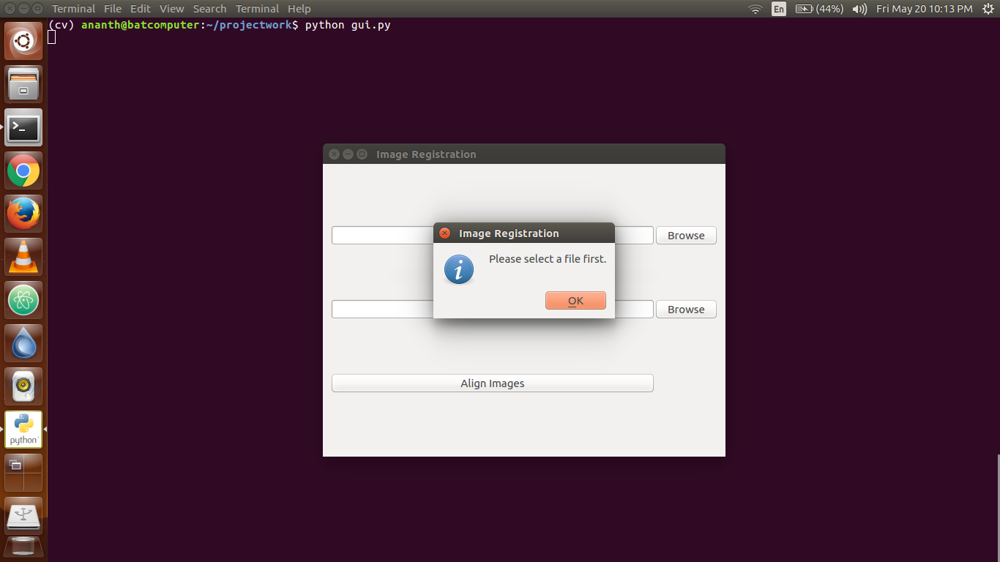 Terminal File Edit View Search Terminal Help En (44%) Fri May 20 10:13 PM
(cv) ananth@batcomputer:~/projectwork$ python gui.py
Image Registration
Image Registration
Browse
Please select a file first.
OK
Browse
Align Images
python